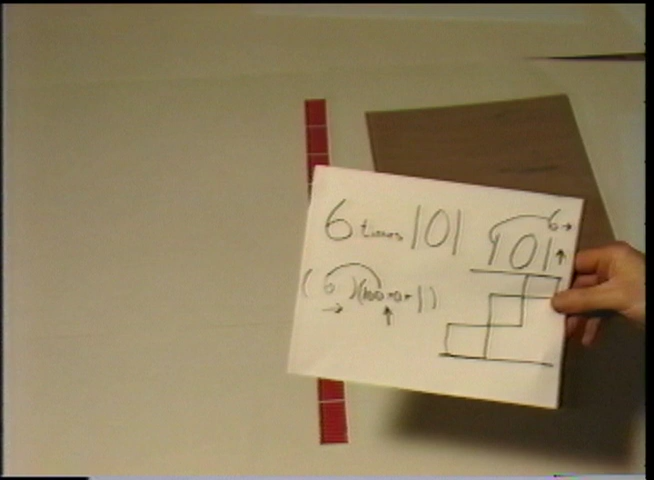 6 times 101
6 →
101 ↑
(6)(100+0+1)
→ ↑